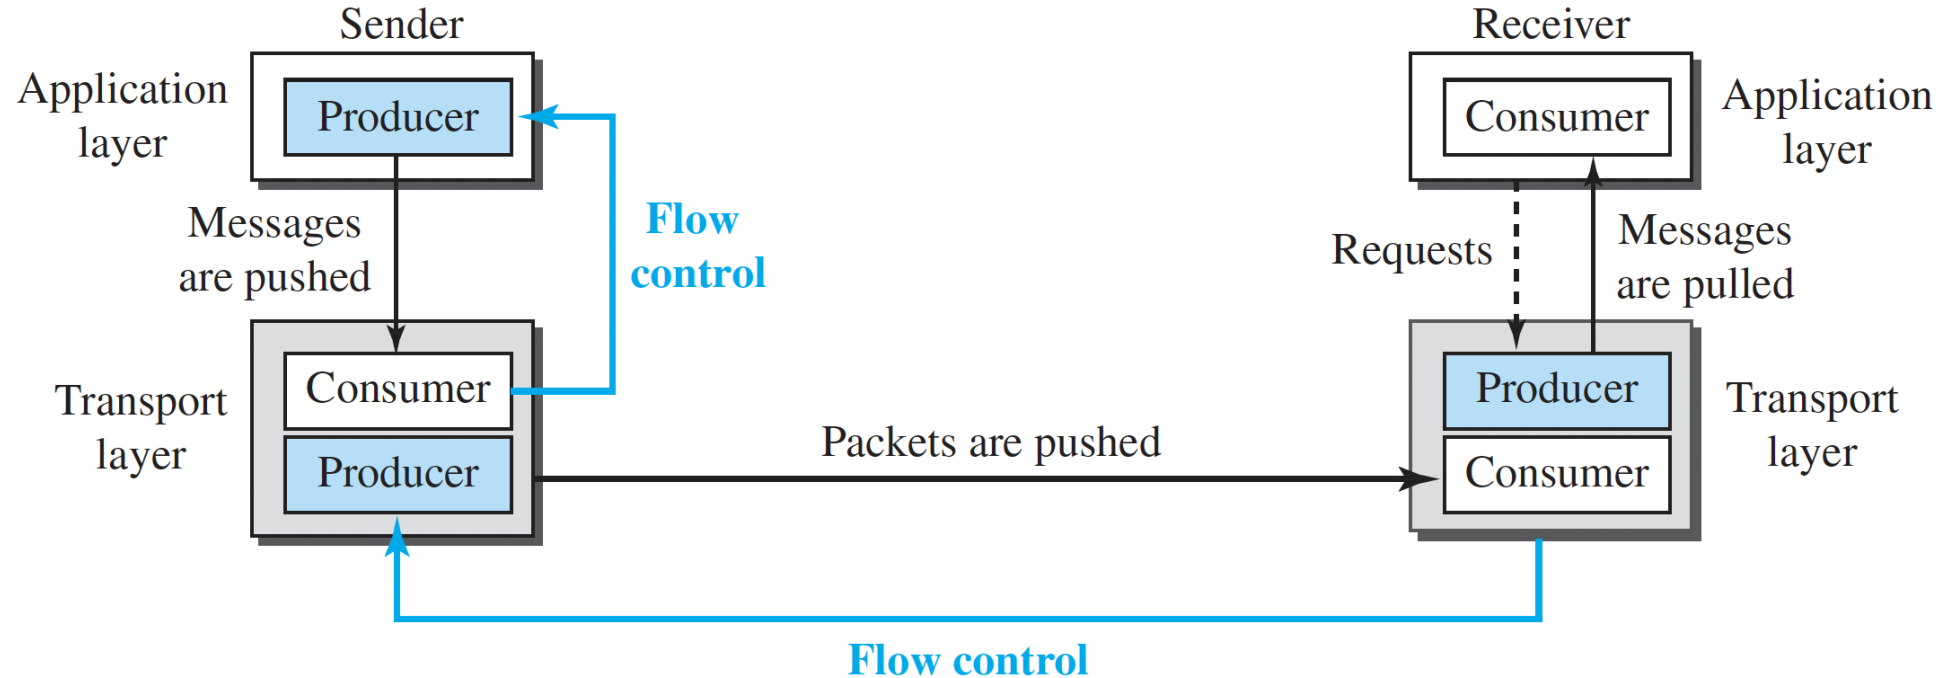 Sender
Receiver
Application
layer
Producer
Consumer
Application
layer
Messages
are pushed
Flow
control
Requests
Messages
are pulled
Transport
layer
Consumer
Producer
Packets are pushed
Producer
Consumer
Transport
layer
Flow control